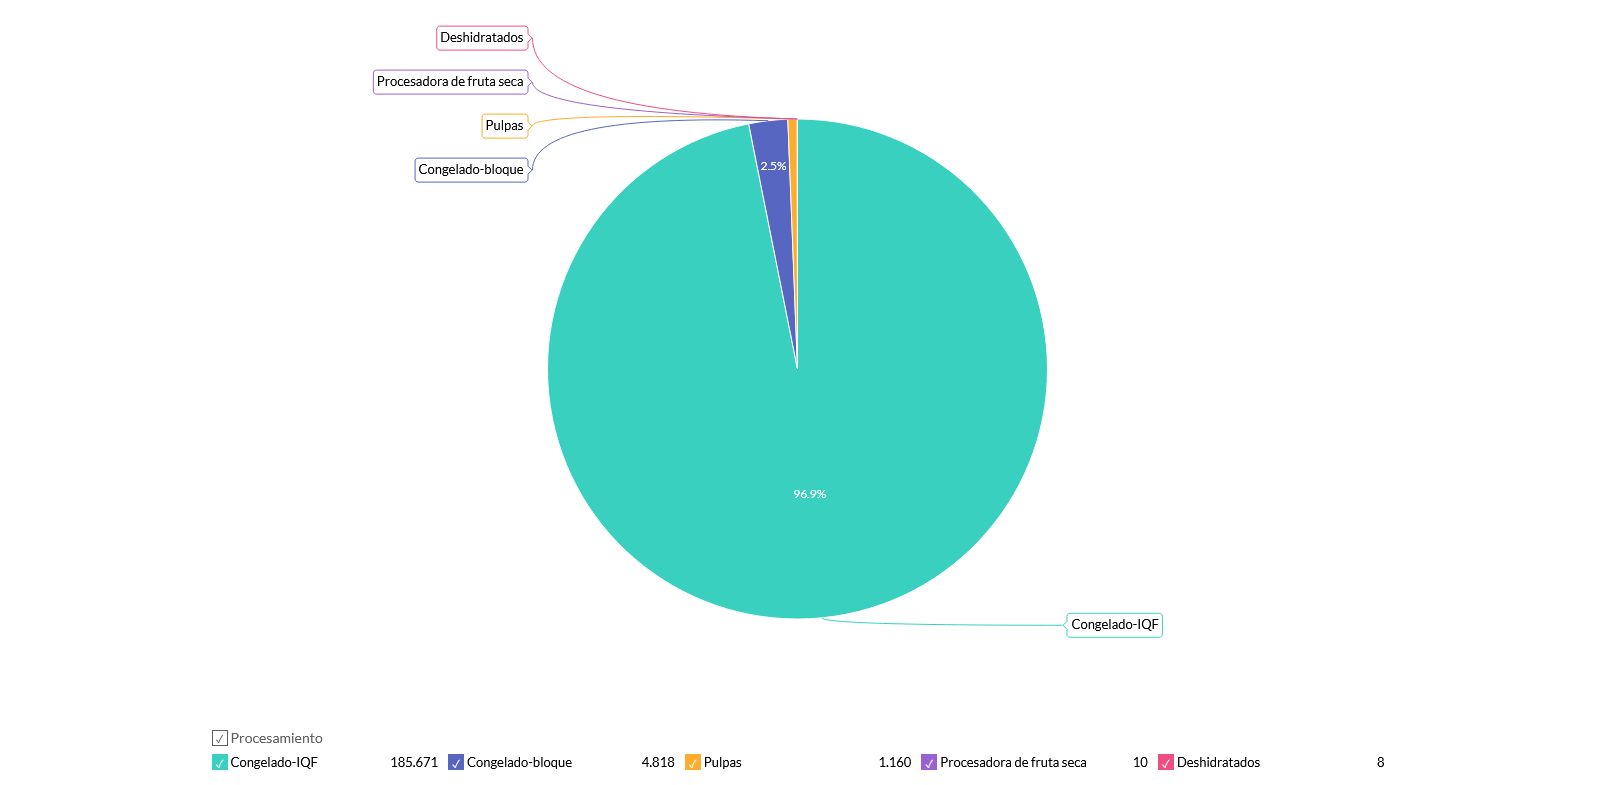 Deshidratados
Procesadora de fruta seca
Pulpas
Congelado-bloque
2.5%
96.9%
Congelado-IQF
Procesamiento
Congelado-IQF 185.671 Congelado-bloque 4.818 Pulpas 1.160 Procesadora de fruta seca 10 Deshidratados 8